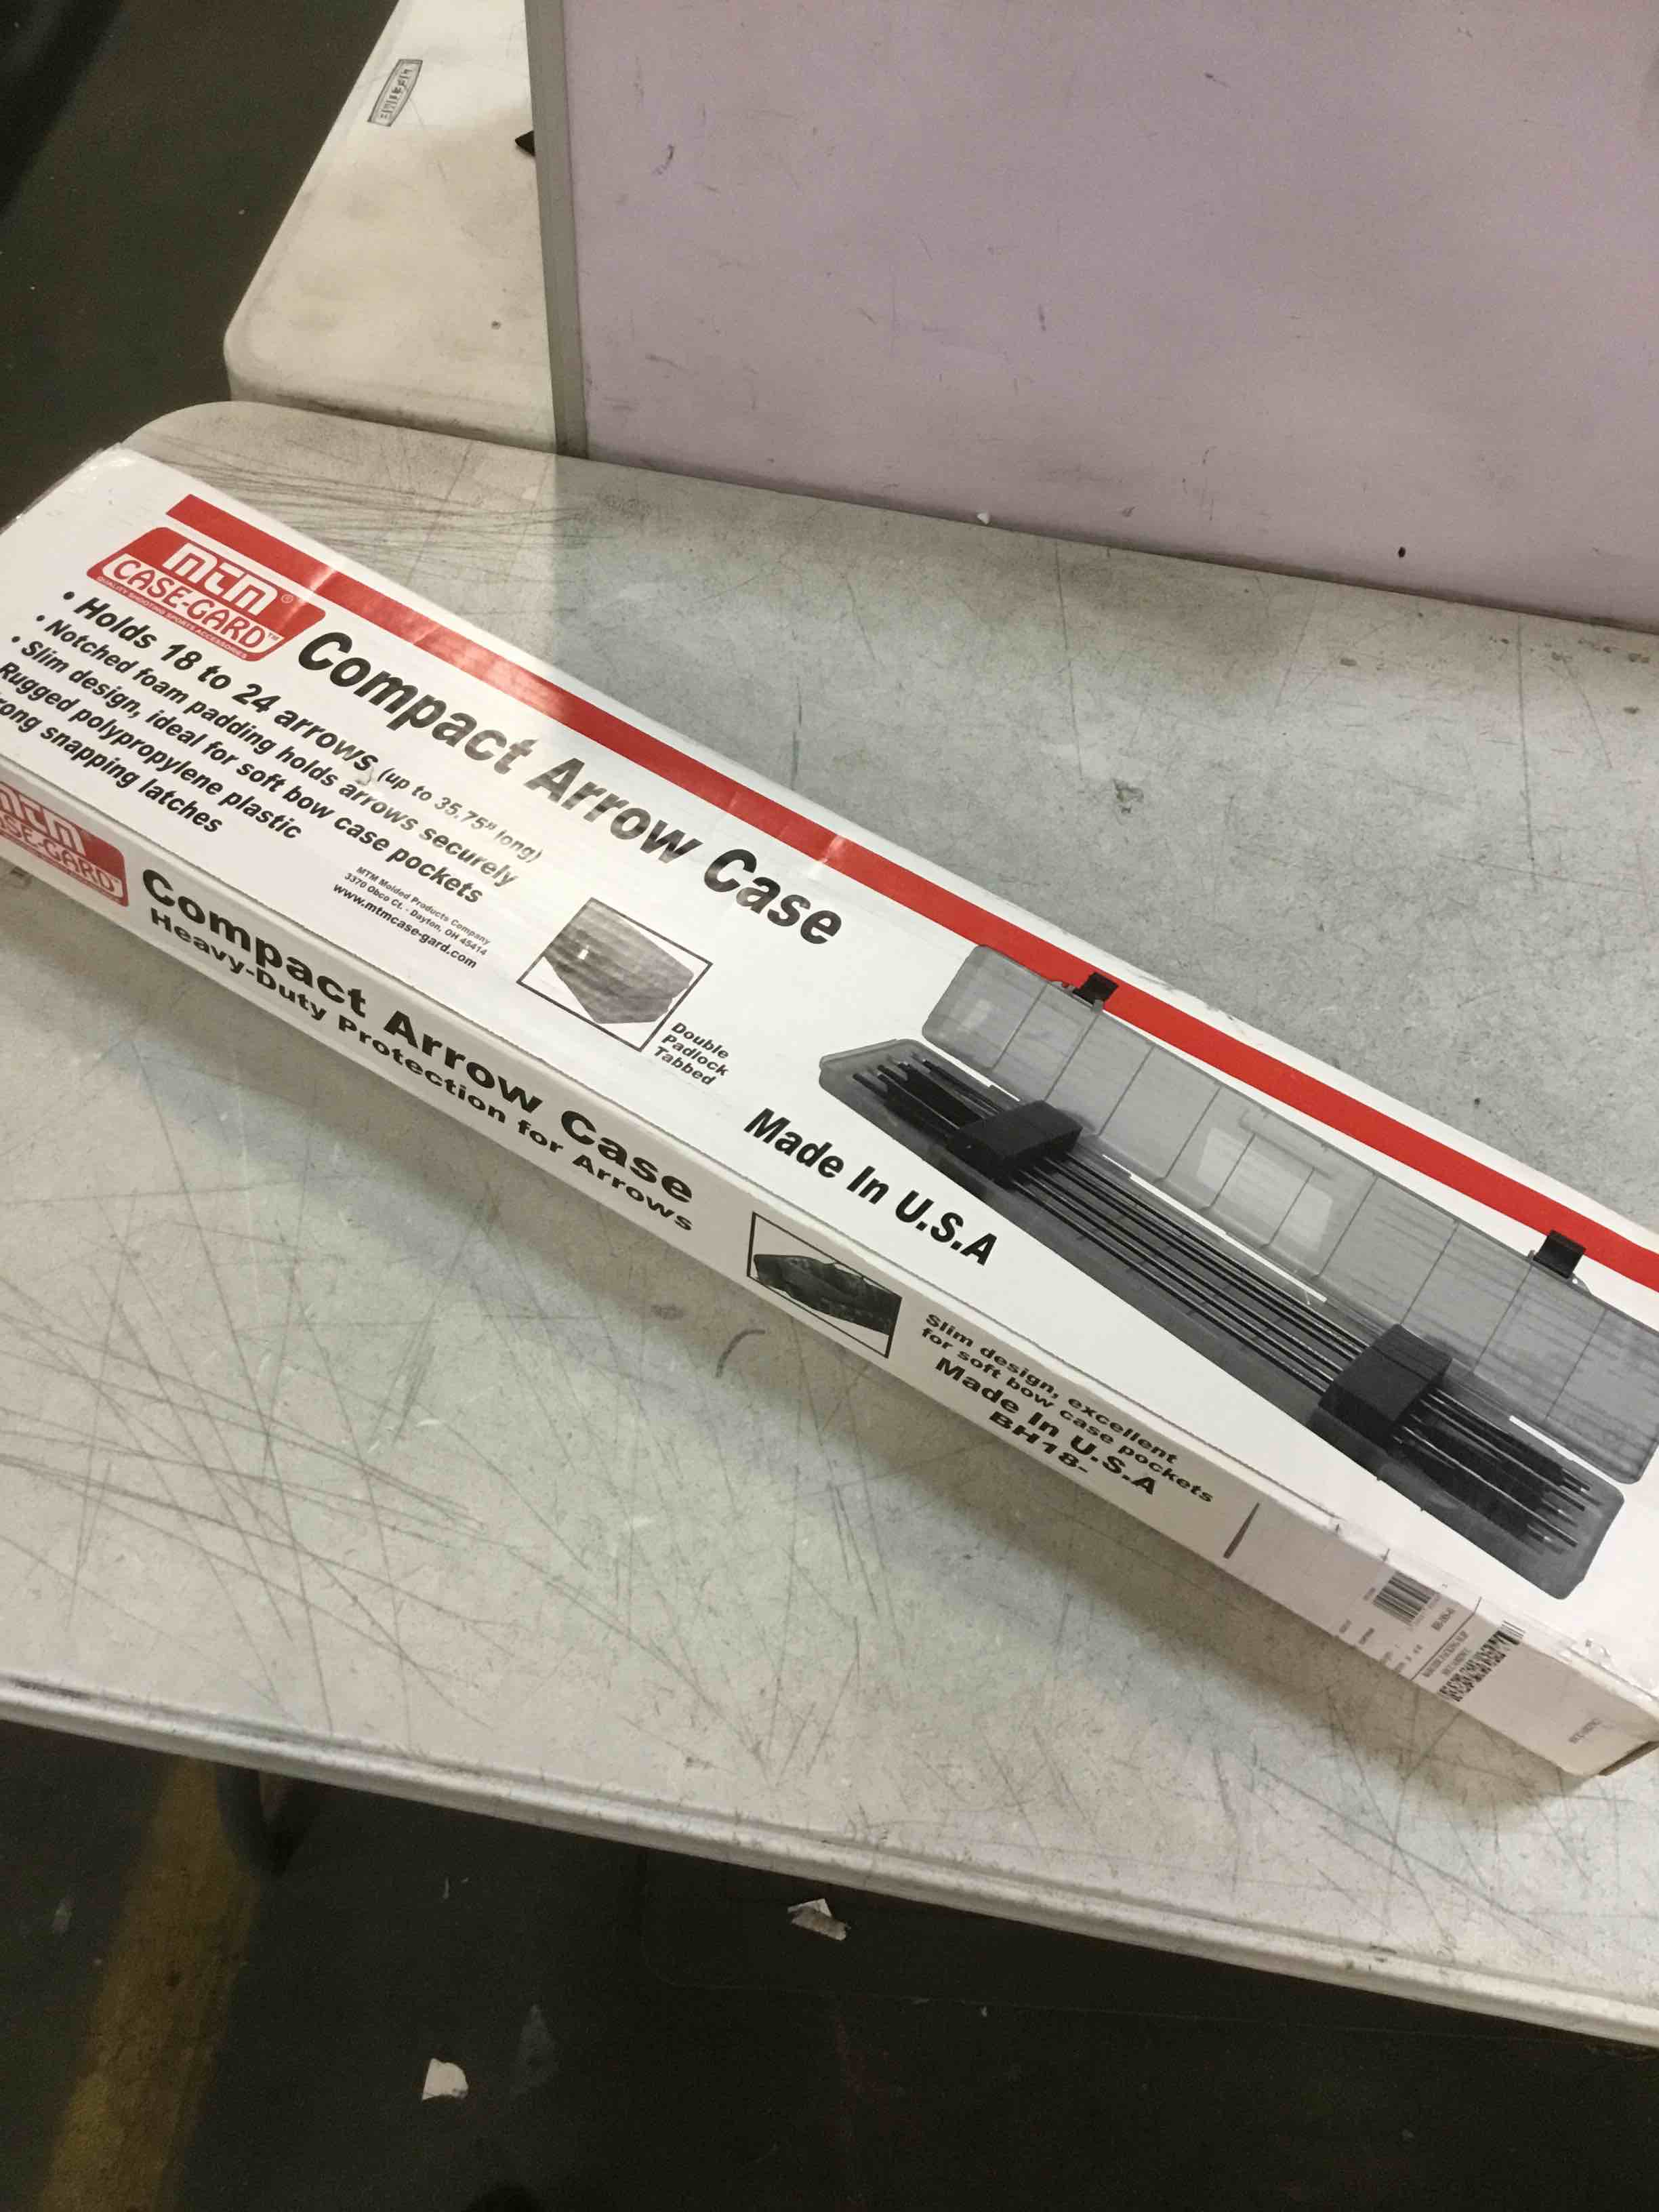 MTM®
CASE-GARD™
QUALITY SHOOTING SPORTS ACCESSORIES
Compact Arrow Case
• Holds 18 to 24 arrows (up to 35.75" long)
• Notched foam padding holds arrows securely
• Slim design, ideal for soft bow case pockets
Rugged polypropylene plastic
rong snapping latches
MTM Molded Products Company
3370 Obco Ct. - Dayton, OH 45414
www.mtmcase-gard.com
Double
Padlock
Tabbed
Made In U.S.A
MTM
SE-GARD
Compact Arrow Case
Heavy-Duty Protection for Arrows
Slim design, excellent
for soft bow case pockets
Made In U.S.A
BH18-